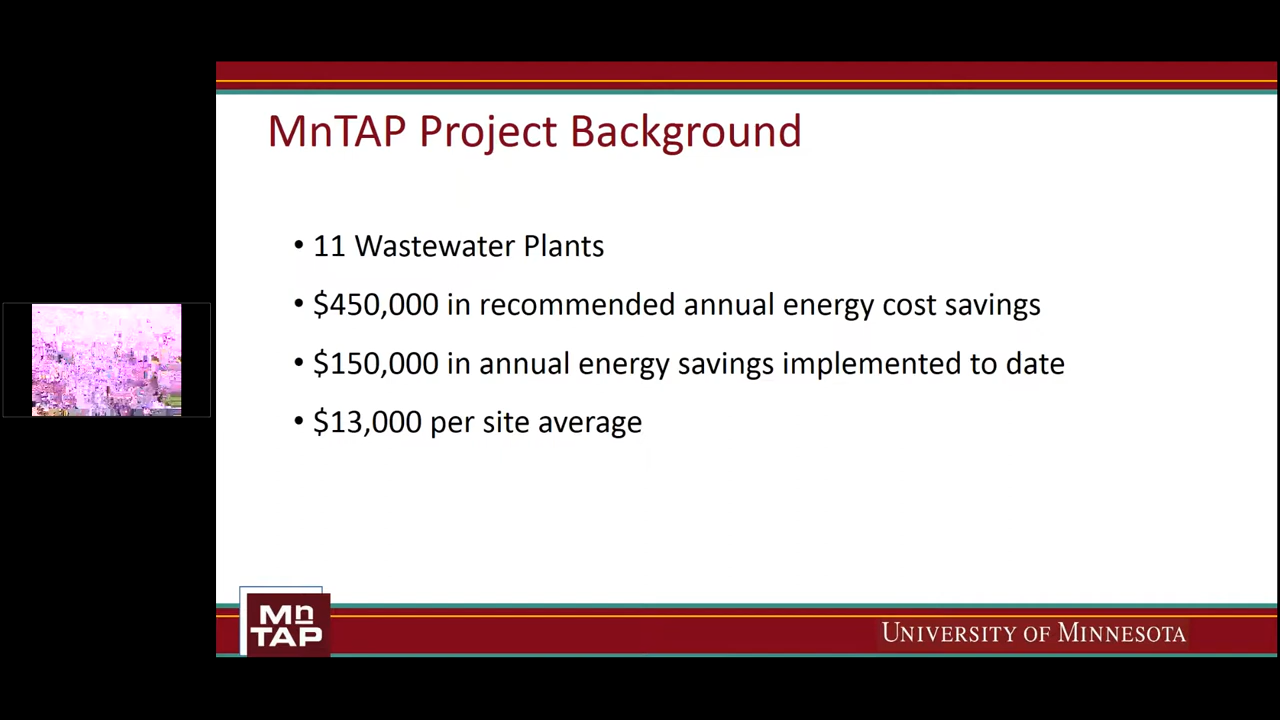 MnTAP Project Background
• 11 Wastewater Plants
• $450,000 in recommended annual energy cost savings
• $150,000 in annual energy savings implemented to date
• $13,000 per site average
Mn
TAP
UNIVERSITY OF MINNESOTA